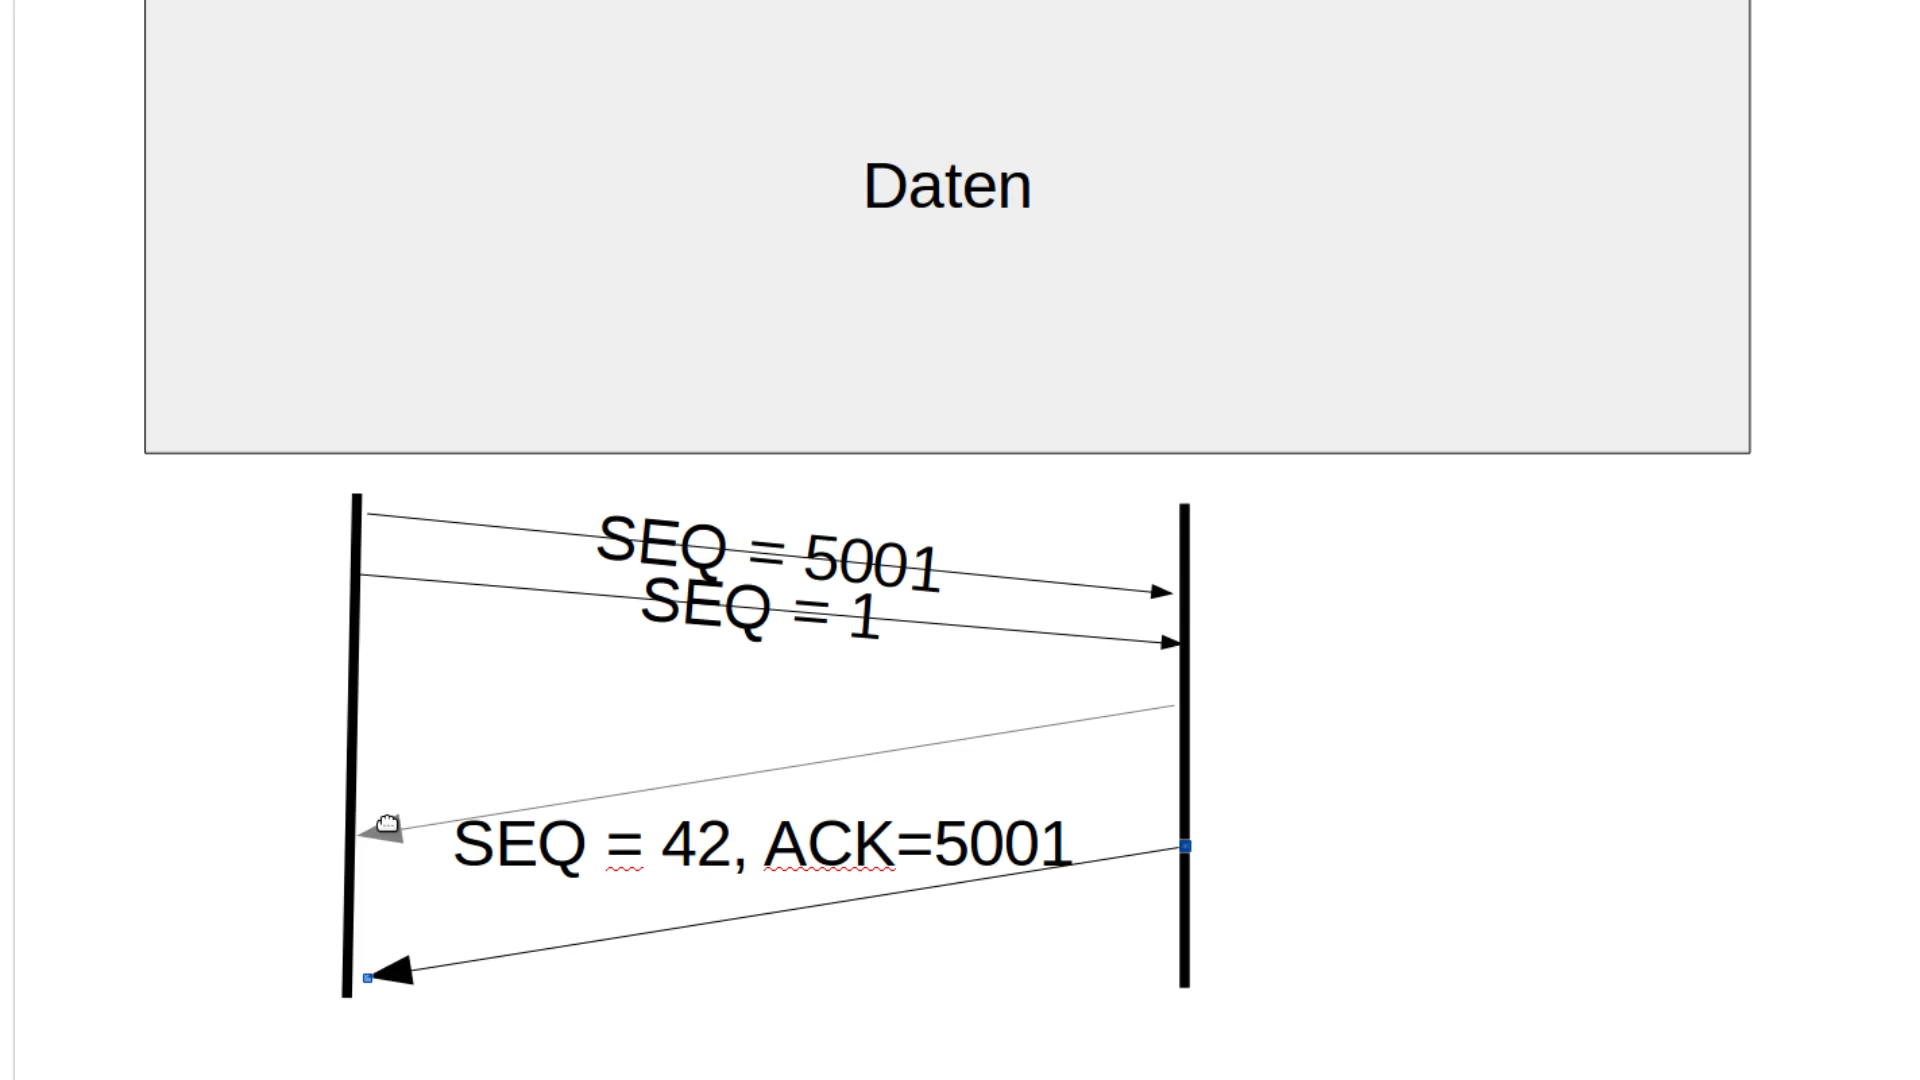 Daten
SEQ = 5001
SEQ = 1
SEQ = 42, ACK=5001